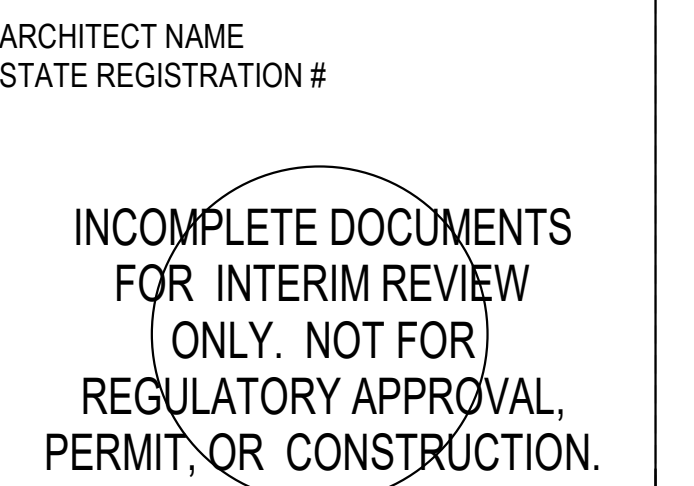 ARCHITECT NAME
STATE REGISTRATION #
INCOMPLETE DOCUMENTS
FOR INTERIM REVIEW
ONLY. NOT FOR
REGULATORY APPROVAL,
PERMIT, OR CONSTRUCTION.